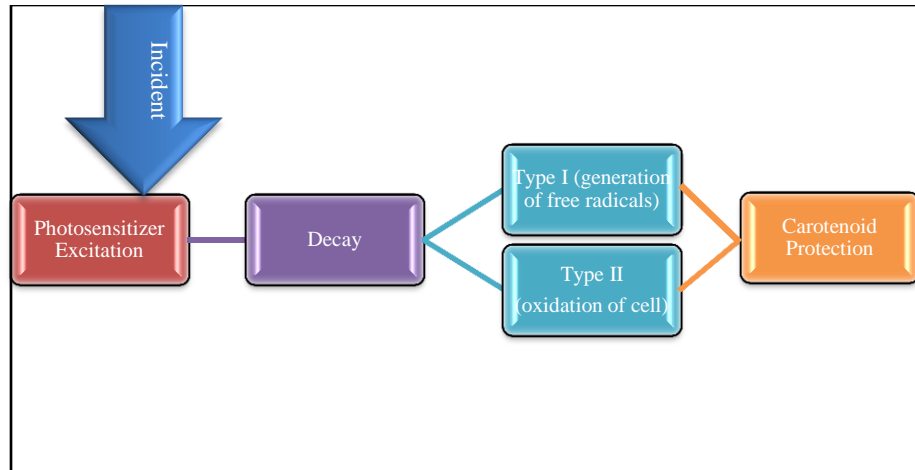 Incident
Photosensitizer
Excitation
Decay
Type I (generation
of free radicals)
Type II
(oxidation of cell)
Carotenoid
Protection